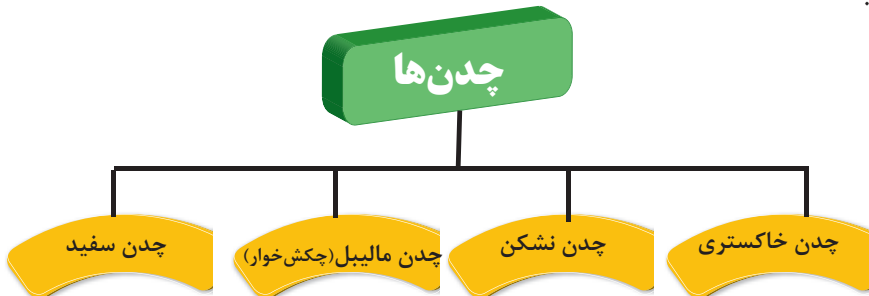 چدن‌ها
چدن خاکستری
چدن نشکن
چدن مالیبل(چکش‌خوار)
چدن سفید